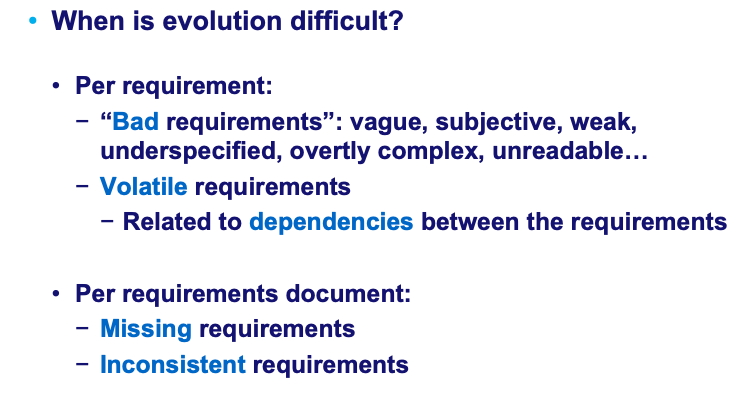 • When is evolution difficult?
• Per requirement:
– “Bad requirements”: vague, subjective, weak,
underspecified, overtly complex, unreadable…
– Volatile requirements
– Related to dependencies between the requirements
• Per requirements document:
– Missing requirements
– Inconsistent requirements